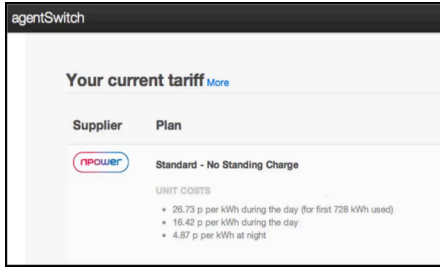 agentSwitch
Your current tariff More
Supplier Plan
npower Standard - No Standing Charge
UNIT COSTS
26.73 p per kWh during the day (for first 728 kWh used)
16.42 p per kWh during the day
4.87 p per kWh at night